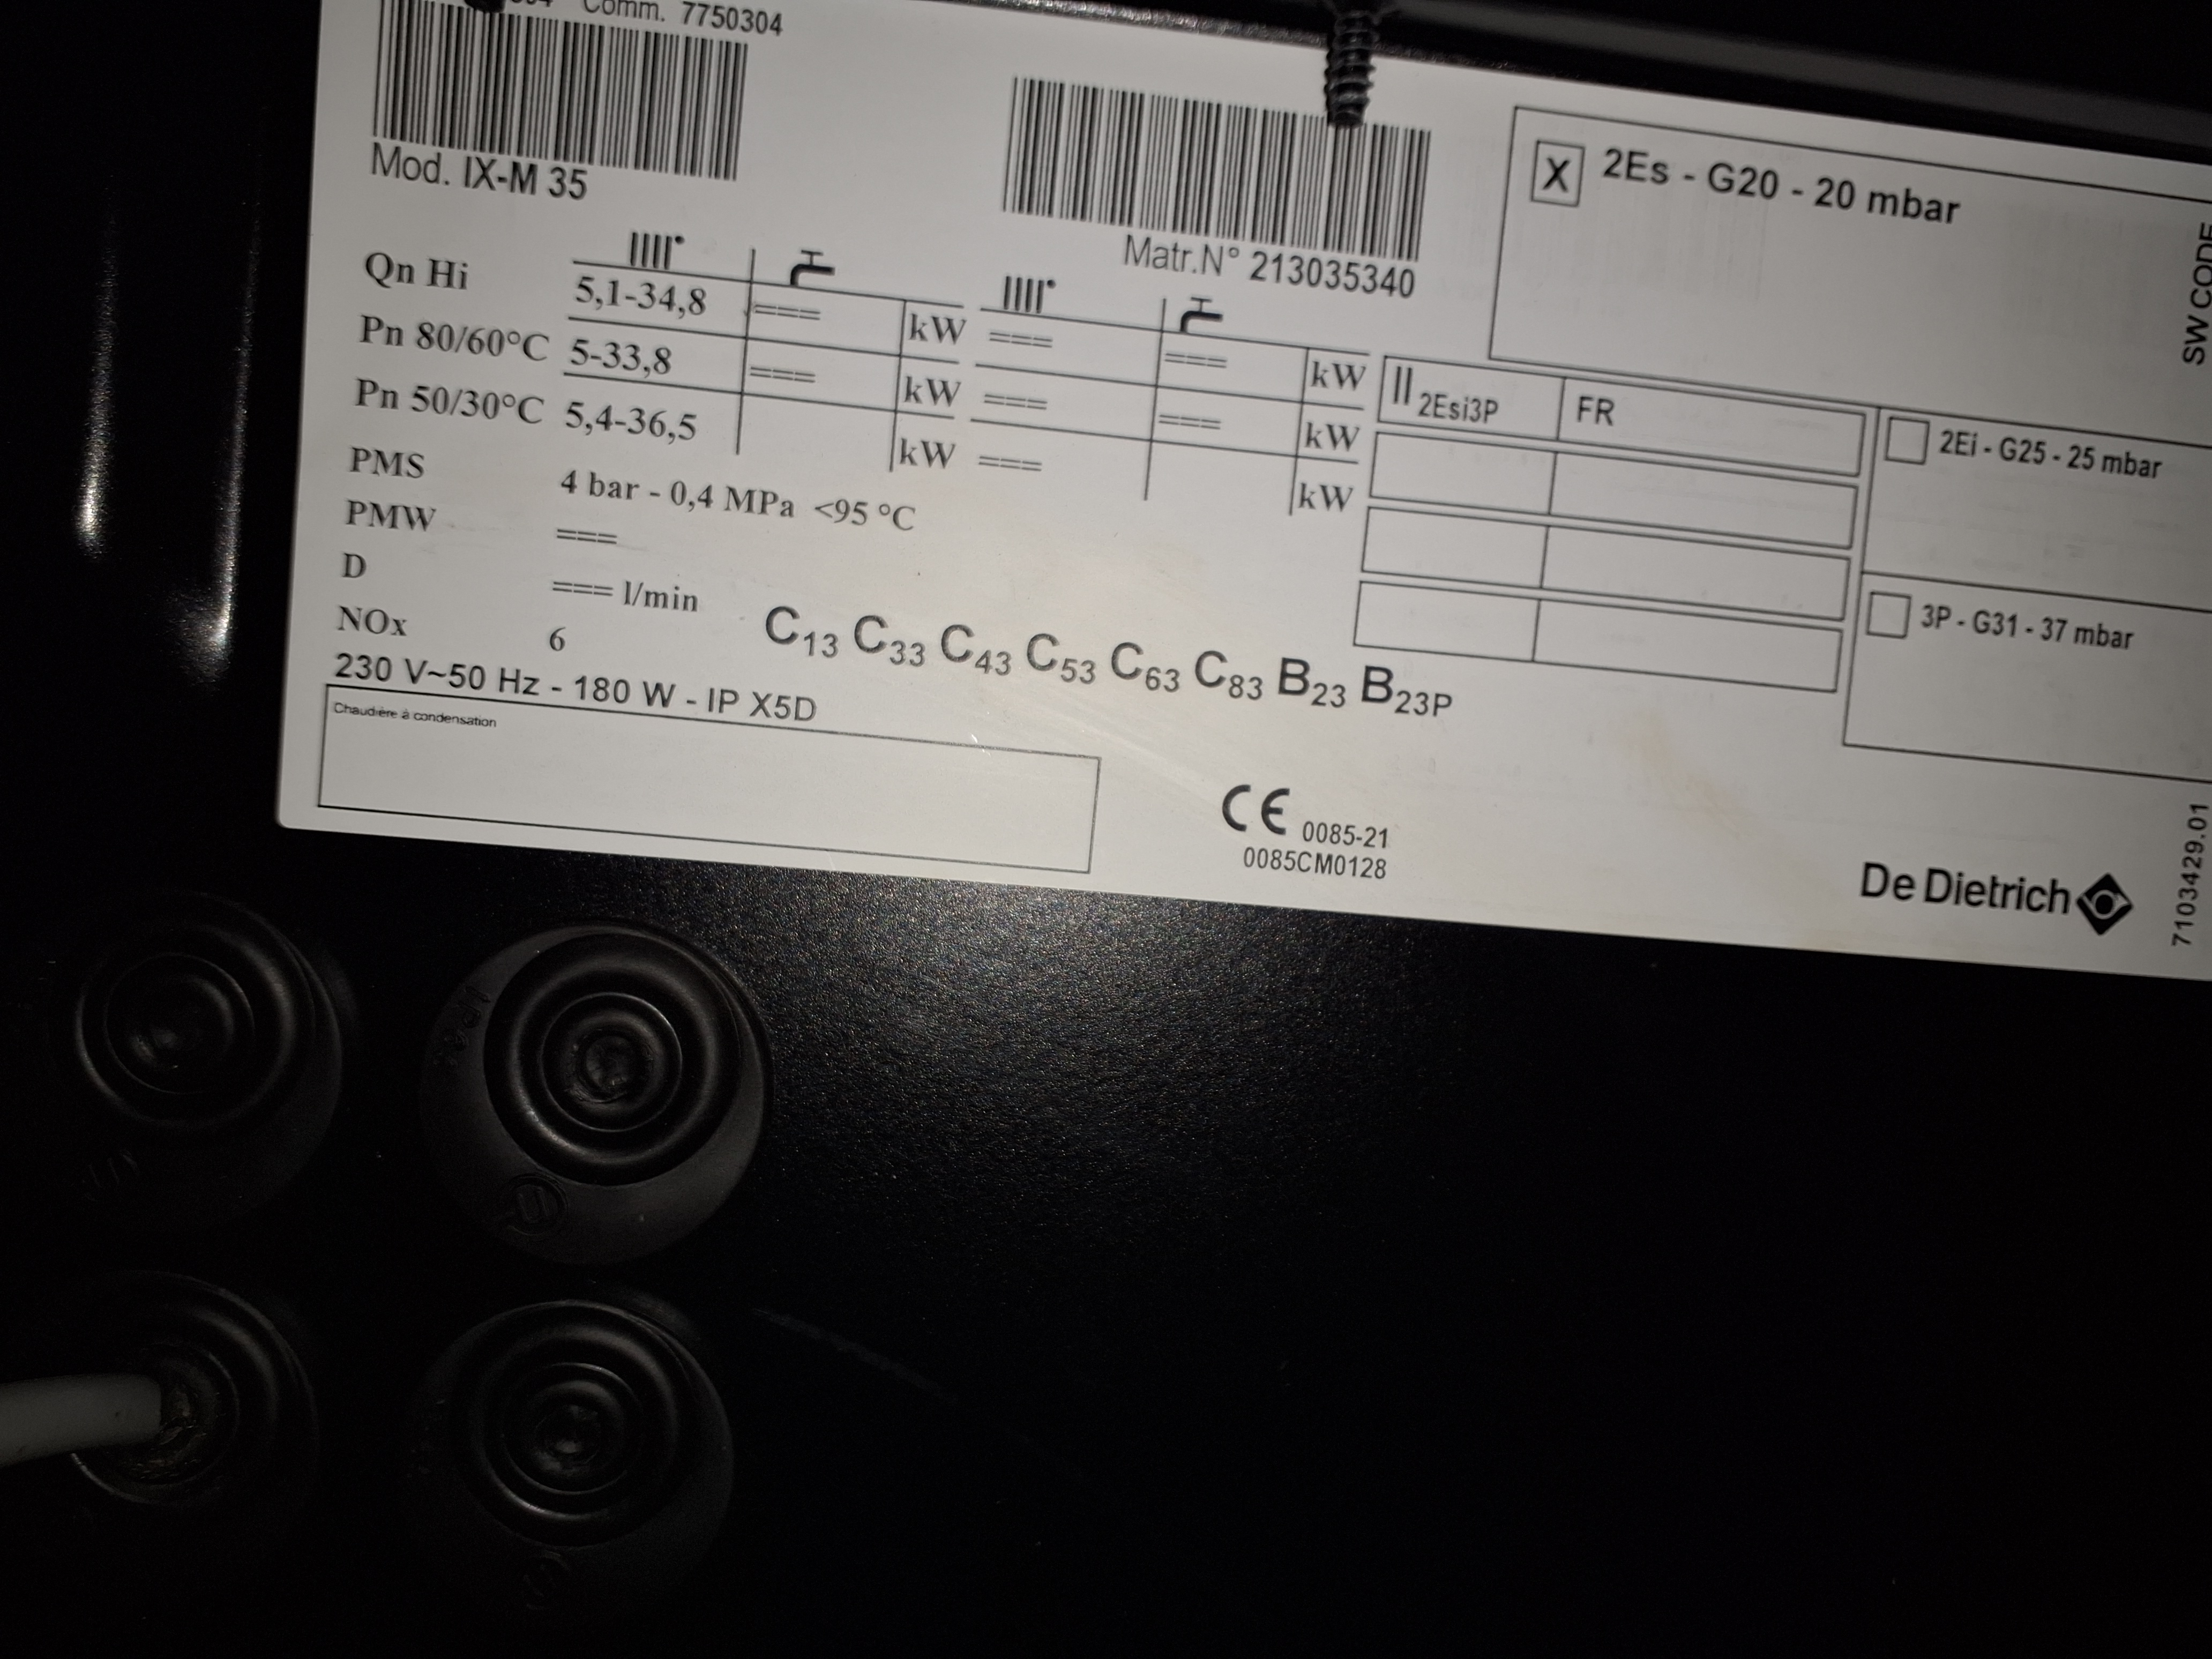 Comm. 7750304
Mod. IX-M 35
Matr.N° 213035340
X 2Es - G20 - 20 mbar
SW CODE
Qn Hi 5,1-34,8 === kW === === kW
Pn 80/60°C 5-33,8 === kW === === kW
Pn 50/30°C 5,4-36,5 kW === kW
II 2Esi3P FR
2Ei - G25 - 25 mbar
3P - G31 - 37 mbar
PMS 4 bar - 0,4 MPa <95 °C
PMW ===
D === l/min
NOx 6
C13 C33 C43 C53 C63 C83 B23 B23P
230 V~50 Hz - 180 W - IP X5D
Chaudière à condensation
CE 0085-21
0085CM0128
De Dietrich
7103429.01